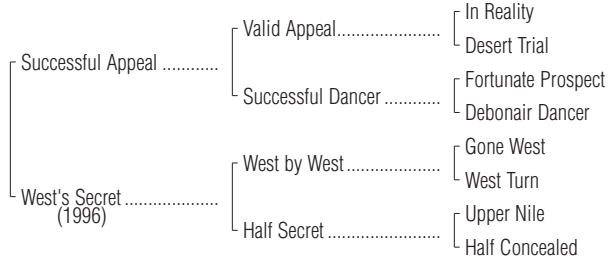 In Reality
Valid Appeal...................
Desert Trial
Successful Appeal ............
Fortunate Prospect
Successful Dancer ............
Debonair Dancer
Gone West
West by West...................
West Turn
West's Secret ....................
(1996)
Upper Nile
Half Secret .......................
Half Concealed